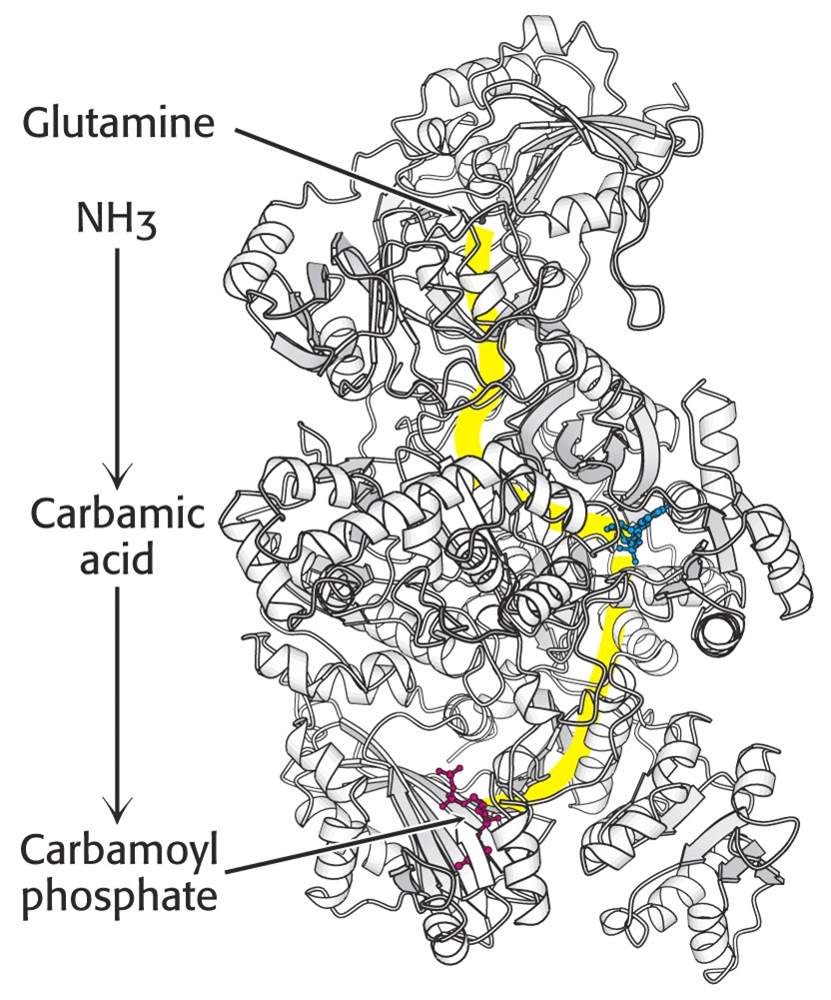 Glutamine
NH3
Carbamic
acid
Carbamoyl
phosphate